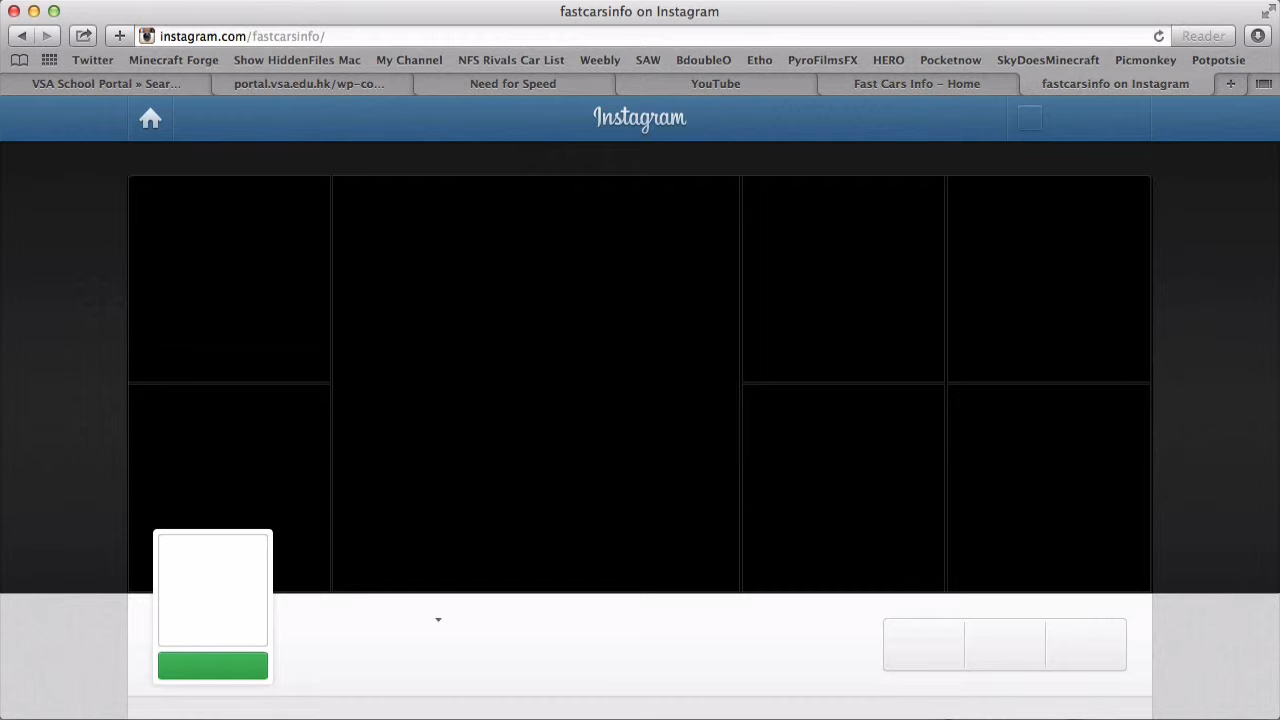 fastcarsinfo on Instagram
instagram.com/fastcarsinfo/
Reader
Twitter Minecraft Forge Show HiddenFiles Mac My Channel NFS Rivals Car List Weebly SAW BdoubleO Etho PyroFilmsFX HERO Pocketnow SkyDoesMinecraft Picmonkey Potpotsie
VSA School Portal » Sear... portal.vsa.edu.hk/wp-co... Need for Speed YouTube Fast Cars Info – Home fastcarsinfo on Instagram
Instagram